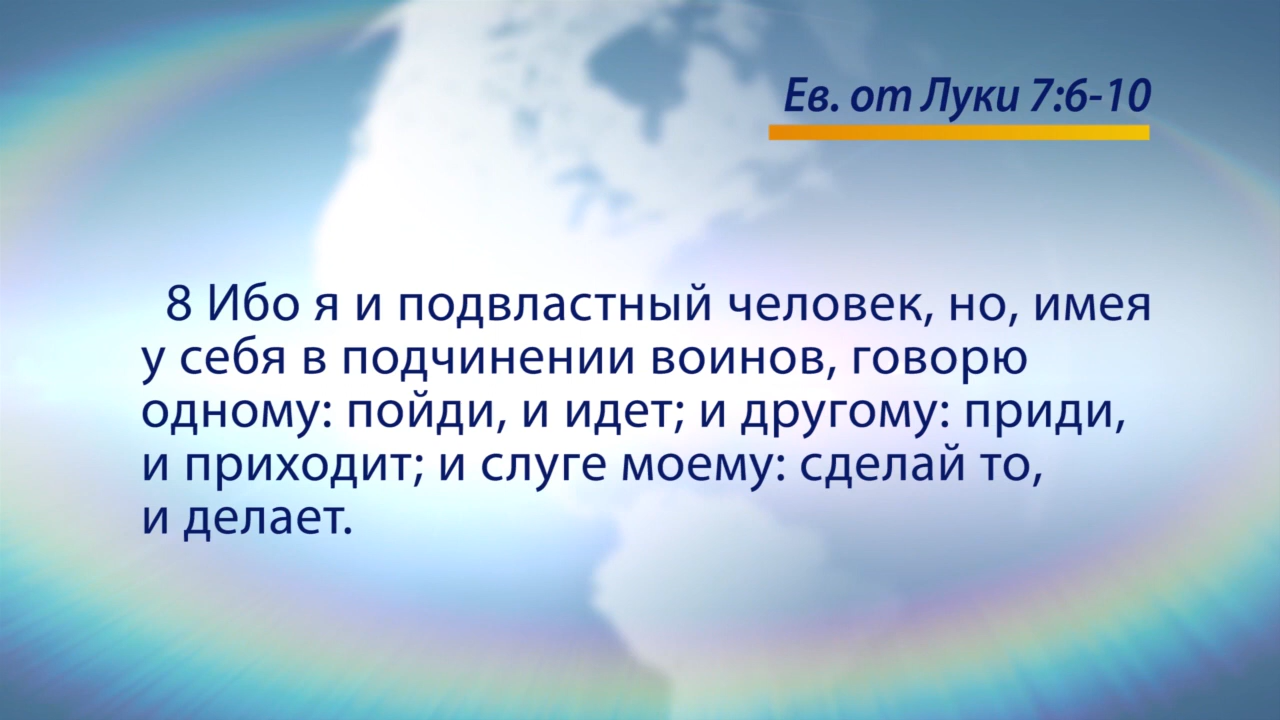 Ев. от Луки 7:6-10
8 Ибо я и подвластный человек, но, имея
у себя в подчинении воинов, говорю
одному: пойди, и идет; и другому: приди,
и приходит; и слуге моему: сделай то,
и делает.